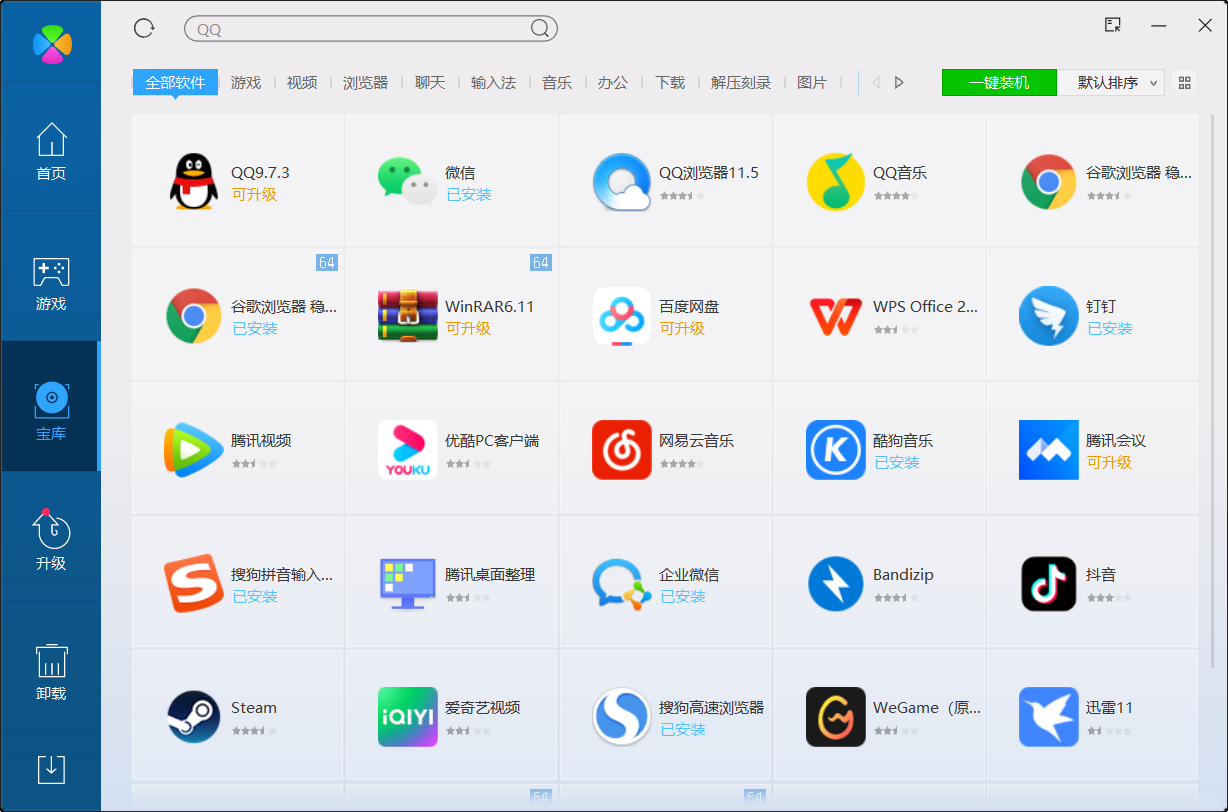 QQ
全部软件
游戏
视频
浏览器
聊天
输入法
音乐
办公
下载
解压刻录
图片
一键装机
默认排序
首页
游戏
宝库
升级
卸载
QQ9.7.3
可升级
微信
已安装
QQ浏览器11.5
QQ音乐
谷歌浏览器 稳...
64
谷歌浏览器 稳...
已安装
64
WinRAR6.11
可升级
百度网盘
可升级
WPS Office 2...
钉钉
已安装
腾讯视频
YOUKU
优酷PC客户端
网易云音乐
K
酷狗音乐
已安装
腾讯会议
可升级
S
搜狗拼音输入...
已安装
腾讯桌面整理
企业微信
已安装
Bandizip
抖音
Steam
iQIYI
爱奇艺视频
S
搜狗高速浏览器
已安装
WeGame（原...
迅雷11
64
64